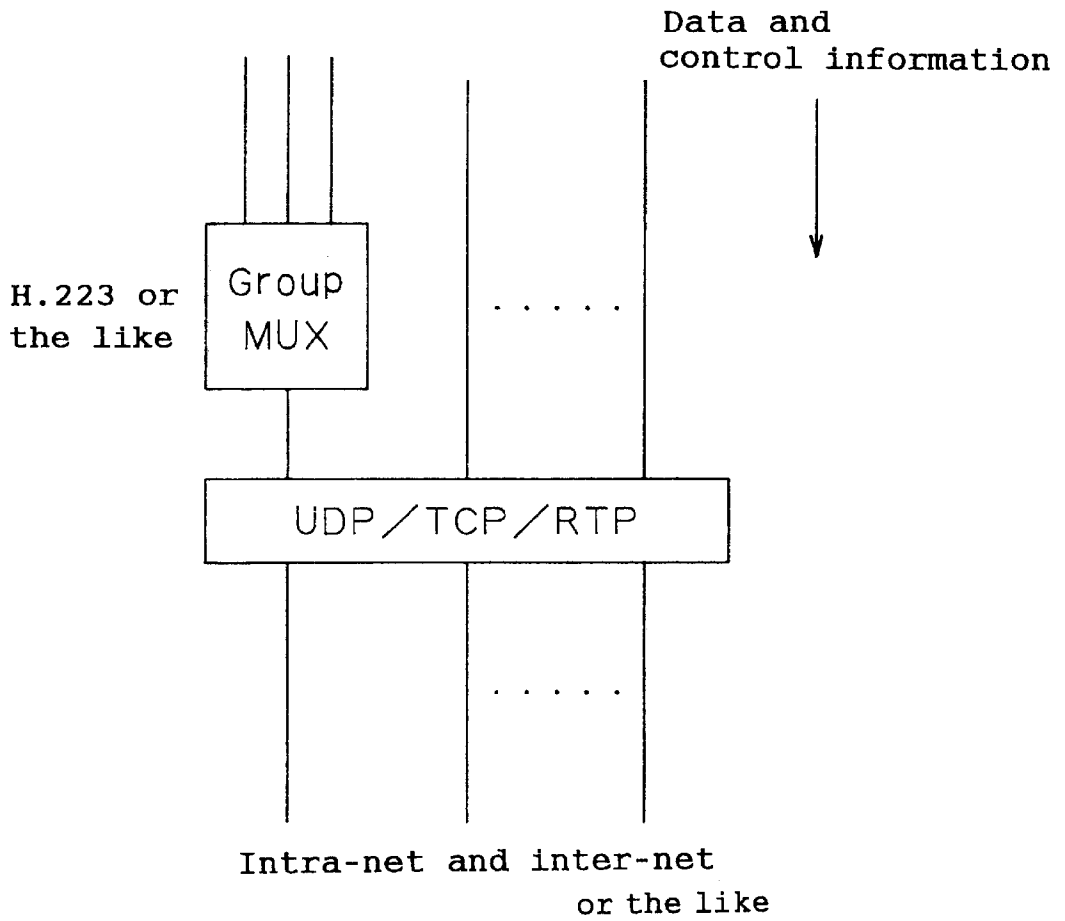 Data and
control information
H.223 or
the like
Group
MUX
.....
UDP/TCP/RTP
.....
Intra-net and inter-net
or the like